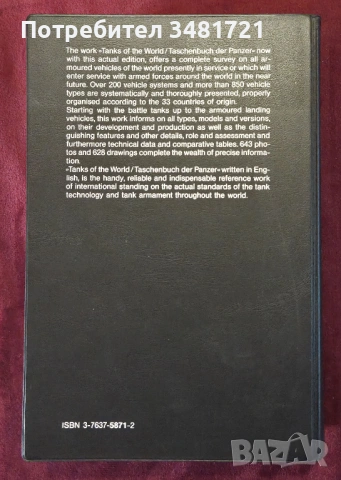 Потребител 3481751
The work »Tanks of the World/Taschenbuch der Panzer« now
with this actual edition, offers a complete survey on all ar-
moured vehicles of the world presently in service or which will
enter service with armed forces around the world in the near
future. Over 200 vehicle systems and more than 850 vehicle
types are systematically and thoroughly presented, properly
organised according to the 33 countries of origin.
Starting with the battle tanks up to the armoured landing
vehicles, this work informs on all types, models and versions,
on their development and production as well as the distin-
guishing features and other details, role and assessment and
furthermore technical data and comparative tables. 643 pho-
tos and 628 drawings complete the wealth of precise informa-
tion.
»Tanks of the World/Taschenbuch der Panzer« written in En-
glish, is the handy, reliable and indispensable reference work
of international standing on the actual standards of the tank
technology and tank armament throughout the world.
ISBN 3-7637-5871-2
БАZАР